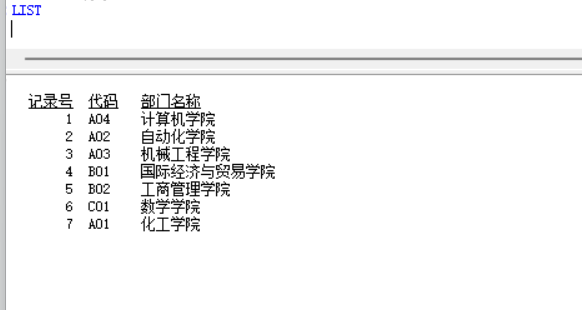 LIST
记录号 代码 部门名称
1 A04 计算机学院
2 A02 自动化学院
3 A03 机械工程学院
4 B01 国际经济与贸易学院
5 B02 工商管理学院
6 C01 数学学院
7 A01 化工学院